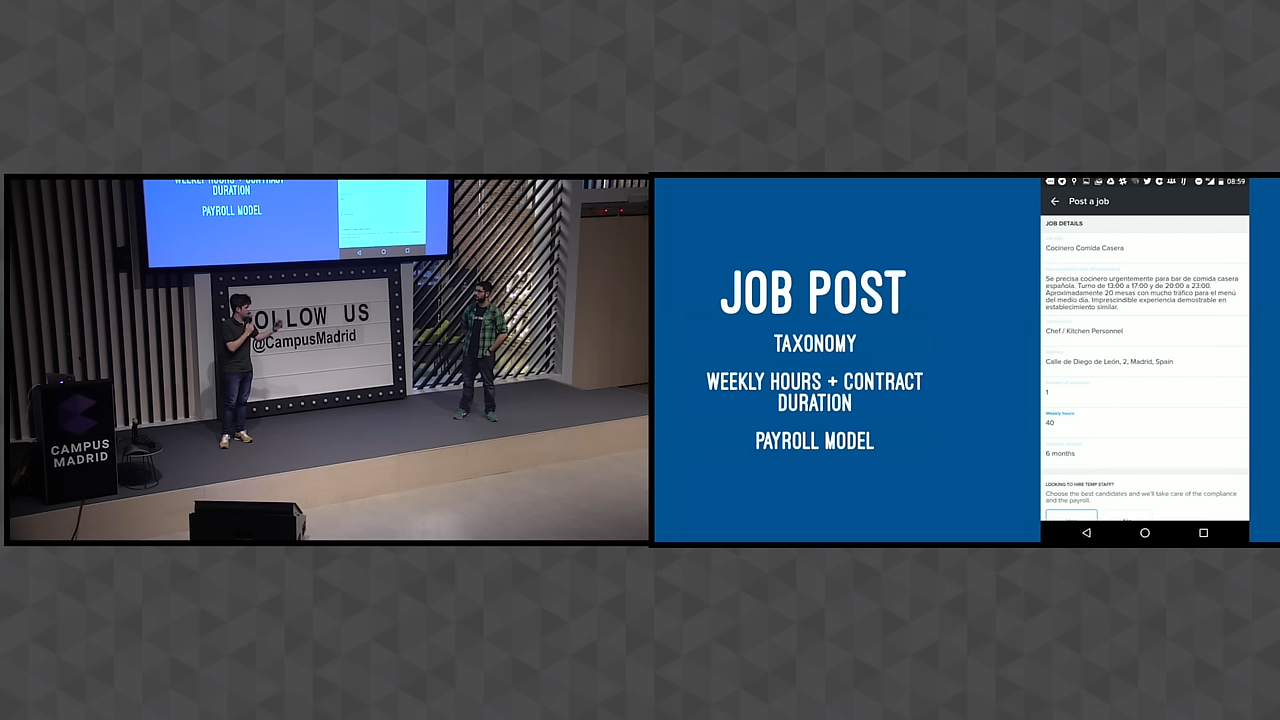 WEEKLY HOURS + CONTRACT
DURATION
PAYROLL MODEL
FOLLOW US
@CampusMadrid
CAMPUS
MADRID
JOB POST
TAXONOMY
WEEKLY HOURS + CONTRACT
DURATION
PAYROLL MODEL
08:59
Post a job
JOB DETAILS
Cocinero Comida Casera
Se precisa cocinero urgentemente para bar de comida casera
española. Turno de 13:00 a 17:00 y de 20:00 a 23:00.
Aproximadamente 20 mesas con mucho tráfico para el menú
del medio día. Imprescindible experiencia demostrable en
establecimiento similar.
Chef / Kitchen Personnel
Calle de Diego de León, 2, Madrid, Spain
1
Weekly hours
40
6 months
LOOKING TO HIRE TEMP STAFF?
Choose the best candidates and we'll take care of the compliance
and the payroll.